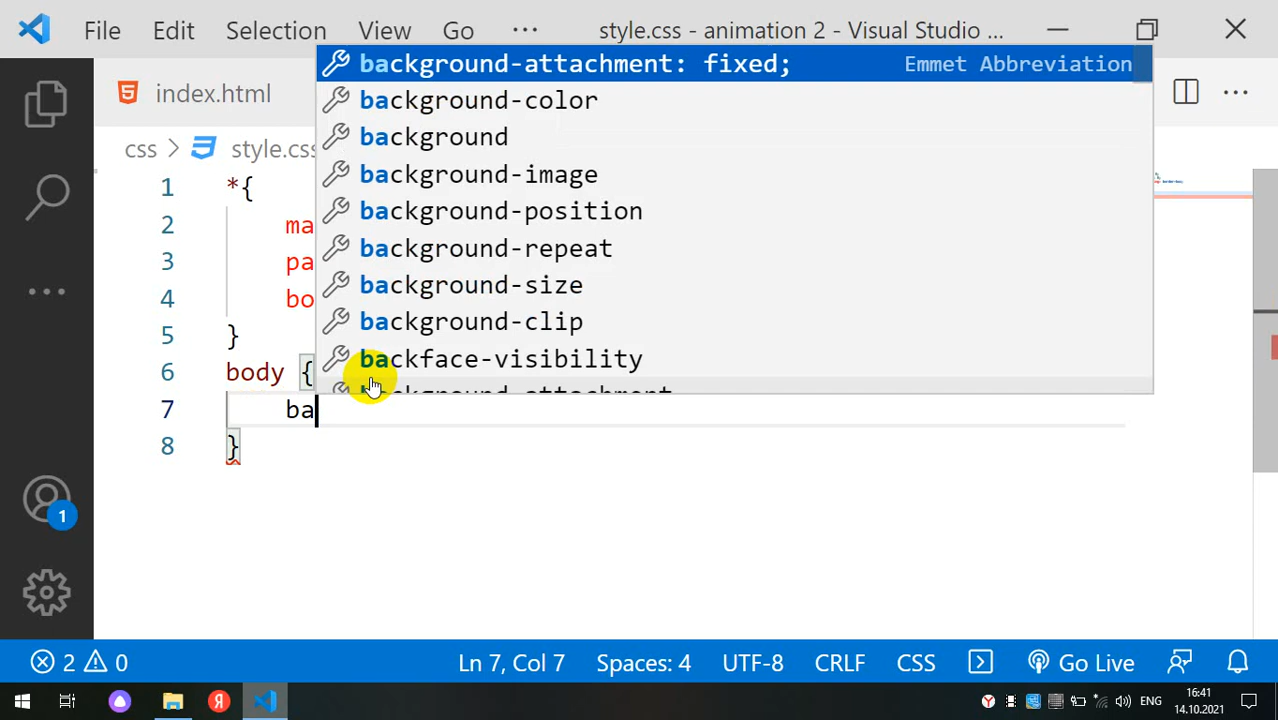 File Edit Selection View Go ··· style.css - animation 2 - Visual Studio ...
index.html
css > style.css
background-attachment: fixed; Emmet Abbreviation
background-color
background
background-image
background-position
background-repeat
background-size
background-clip
backface-visibility
background-attachment
1 *{
2 ma
3 pa
4 bo
5 }
6 body {
7 ba
8 }
1
2 0 Ln 7, Col 7 Spaces: 4 UTF-8 CRLF CSS Go Live
Я Y ENG 16:41
14.10.2021